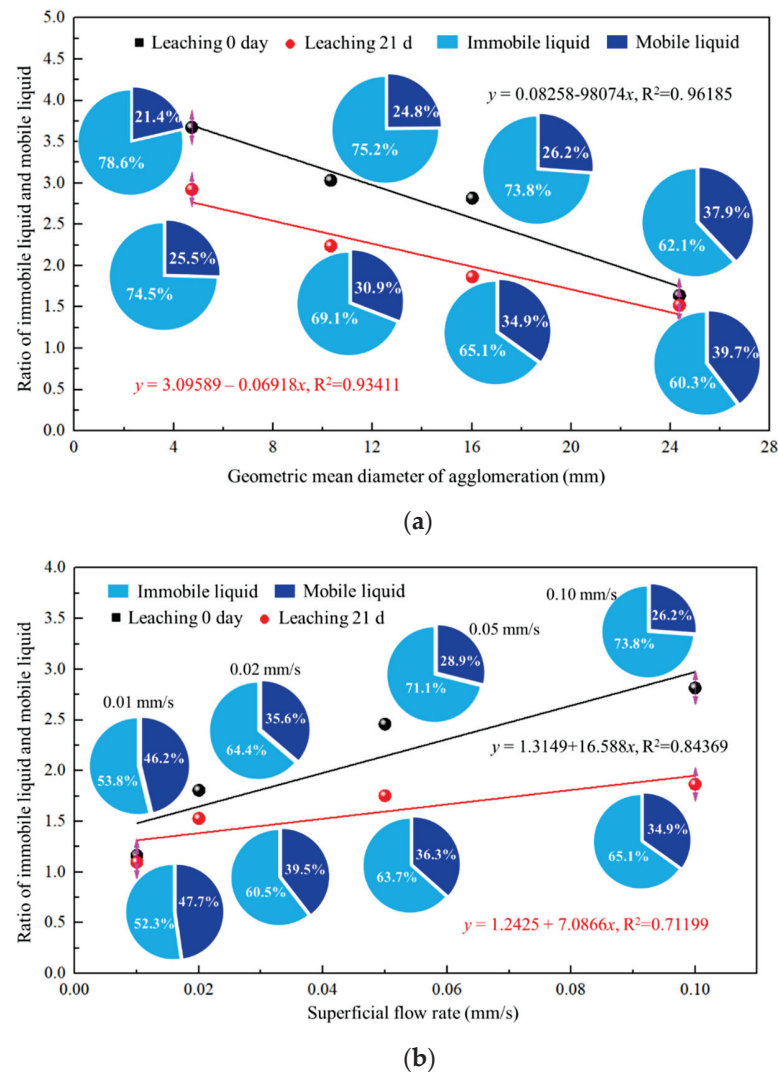 5.0
4.5
4.0
3.5
3.0
2.5
2.0
1.5
1.0
0.5
0.0
Ratio of immobile liquid and mobile liquid
Leaching 0 day Leaching 21 d Immobile liquid Mobile liquid
y = 0.08258-98074x, R²=0. 96185
21.4%
78.6%
24.8%
75.2%
26.2%
73.8%
37.9%
62.1%
25.5%
74.5%
30.9%
69.1%
34.9%
65.1%
39.7%
60.3%
y = 3.09589 – 0.06918x, R²=0.93411
0 4 8 12 16 20 24 28
Geometric mean diameter of agglomeration (mm)
(a)
4.0
3.5
3.0
2.5
2.0
1.5
1.0
0.5
0.0
Ratio of immobile liquid and mobile liquid
Immobile liquid Mobile liquid
Leaching 0 day Leaching 21 d
0.01 mm/s
46.2%
53.8%
0.02 mm/s
35.6%
64.4%
0.05 mm/s
28.9%
71.1%
0.10 mm/s
26.2%
73.8%
y = 1.3149+16.588x, R²=0.84369
47.7%
52.3%
39.5%
60.5%
36.3%
63.7%
34.9%
65.1%
y = 1.2425 + 7.0866x, R²=0.71199
0.00 0.02 0.04 0.06 0.08 0.10
Superficial flow rate (mm/s)
(b)